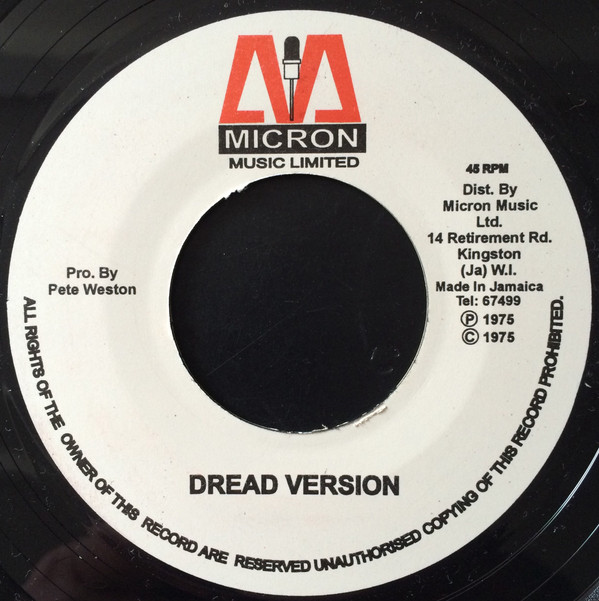 MICRON
MUSIC LIMITED
45 RPM
Dist. By
Micron Music
Ltd.
14 Retirement Rd.
Kingston
(Ja) W.I.
Made In Jamaica
Tel: 67499
Ⓟ 1975
© 1975
Pro. By
Pete Weston
DREAD VERSION
ALL RIGHTS OF THE OWNER OF THIS RECORD ARE RESERVED UNAUTHORISED COPYING OF THIS RECORD PROHIBITED.